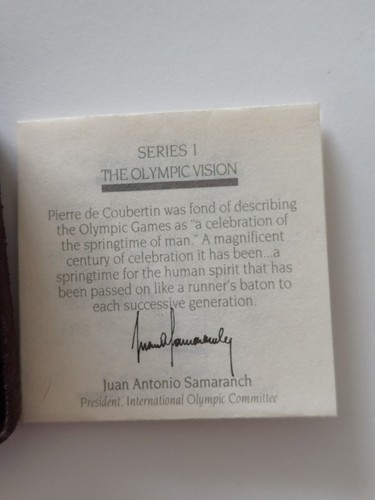 SERIES 1
THE OLYMPIC VISION
Pierre de Coubertin was fond of describing
the Olympic Games as "a celebration of
the springtime of man." A magnificent
century of celebration it has been...a
springtime for the human spirit that has
been passed on like a runner's baton to
each successive generation.
Juan Antonio Samaranch
President, International Olympic Committee